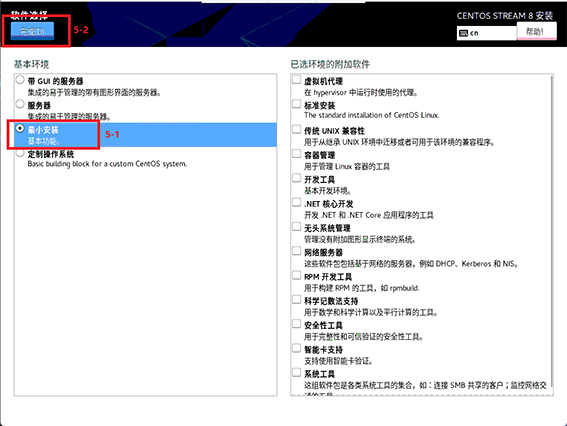 软件选择
5-2
CENTOS STREAM 8 安装
完成(D)
cn
帮助!
基本环境
已选环境的附加软件
带 GUI 的服务器
集成的易于管理的带有图形界面的服务器。
服务器
集成的易于管理的服务器。
最小安装
基本功能。
5-1
定制操作系统
Basic building block for a custom CentOS system.
虚拟机代理
在 hypervisor 中运行时使用的代理。
标准安装
The standard installation of CentOS Linux.
传统 UNIX 兼容性
用于从继承 UNIX 环境中迁移或者可用于该环境的兼容程序。
容器管理
用于管理 Linux 容器的工具
开发工具
基本开发环境。
.NET 核心开发
开发 .NET 和 .NET Core 应用程序的工具
无头系统管理
管理没有附加图形显示终端的系统。
网络服务器
这些软件包包括基于网络的服务器，例如 DHCP、Kerberos 和 NIS。
RPM 开发工具
用于构建 RPM 的工具，如 rpmbuild.
科学记数法支持
用于数学和科学计算以及平行计算的工具。
安全性工具
用于完整性和可信验证的安全性工具。
智能卡支持
支持使用智能卡验证。
系统工具
这组软件包是各类系统工具的集合，如：连接 SMB 共享的客户；监控网络交
通的工具